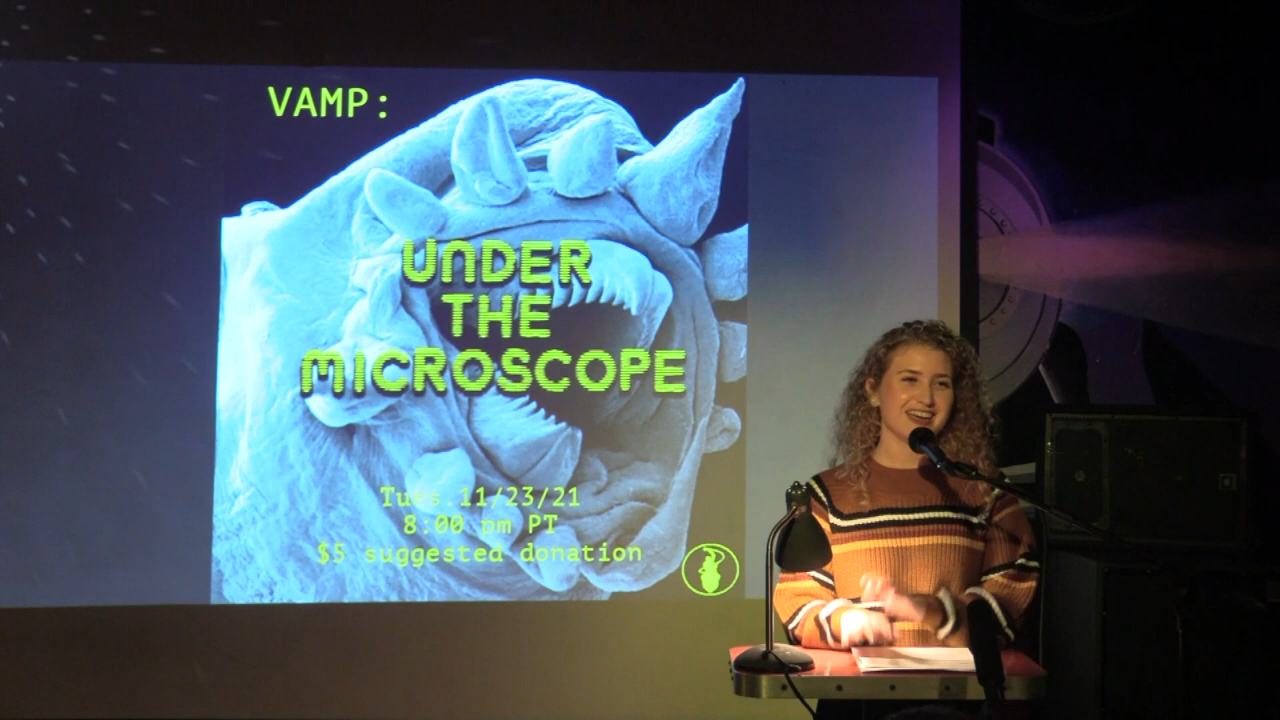 VAMP:
UNDER
THE
MICROSCOPE
Tues.11/23/21
8:00 pm PT
$5 suggested donation